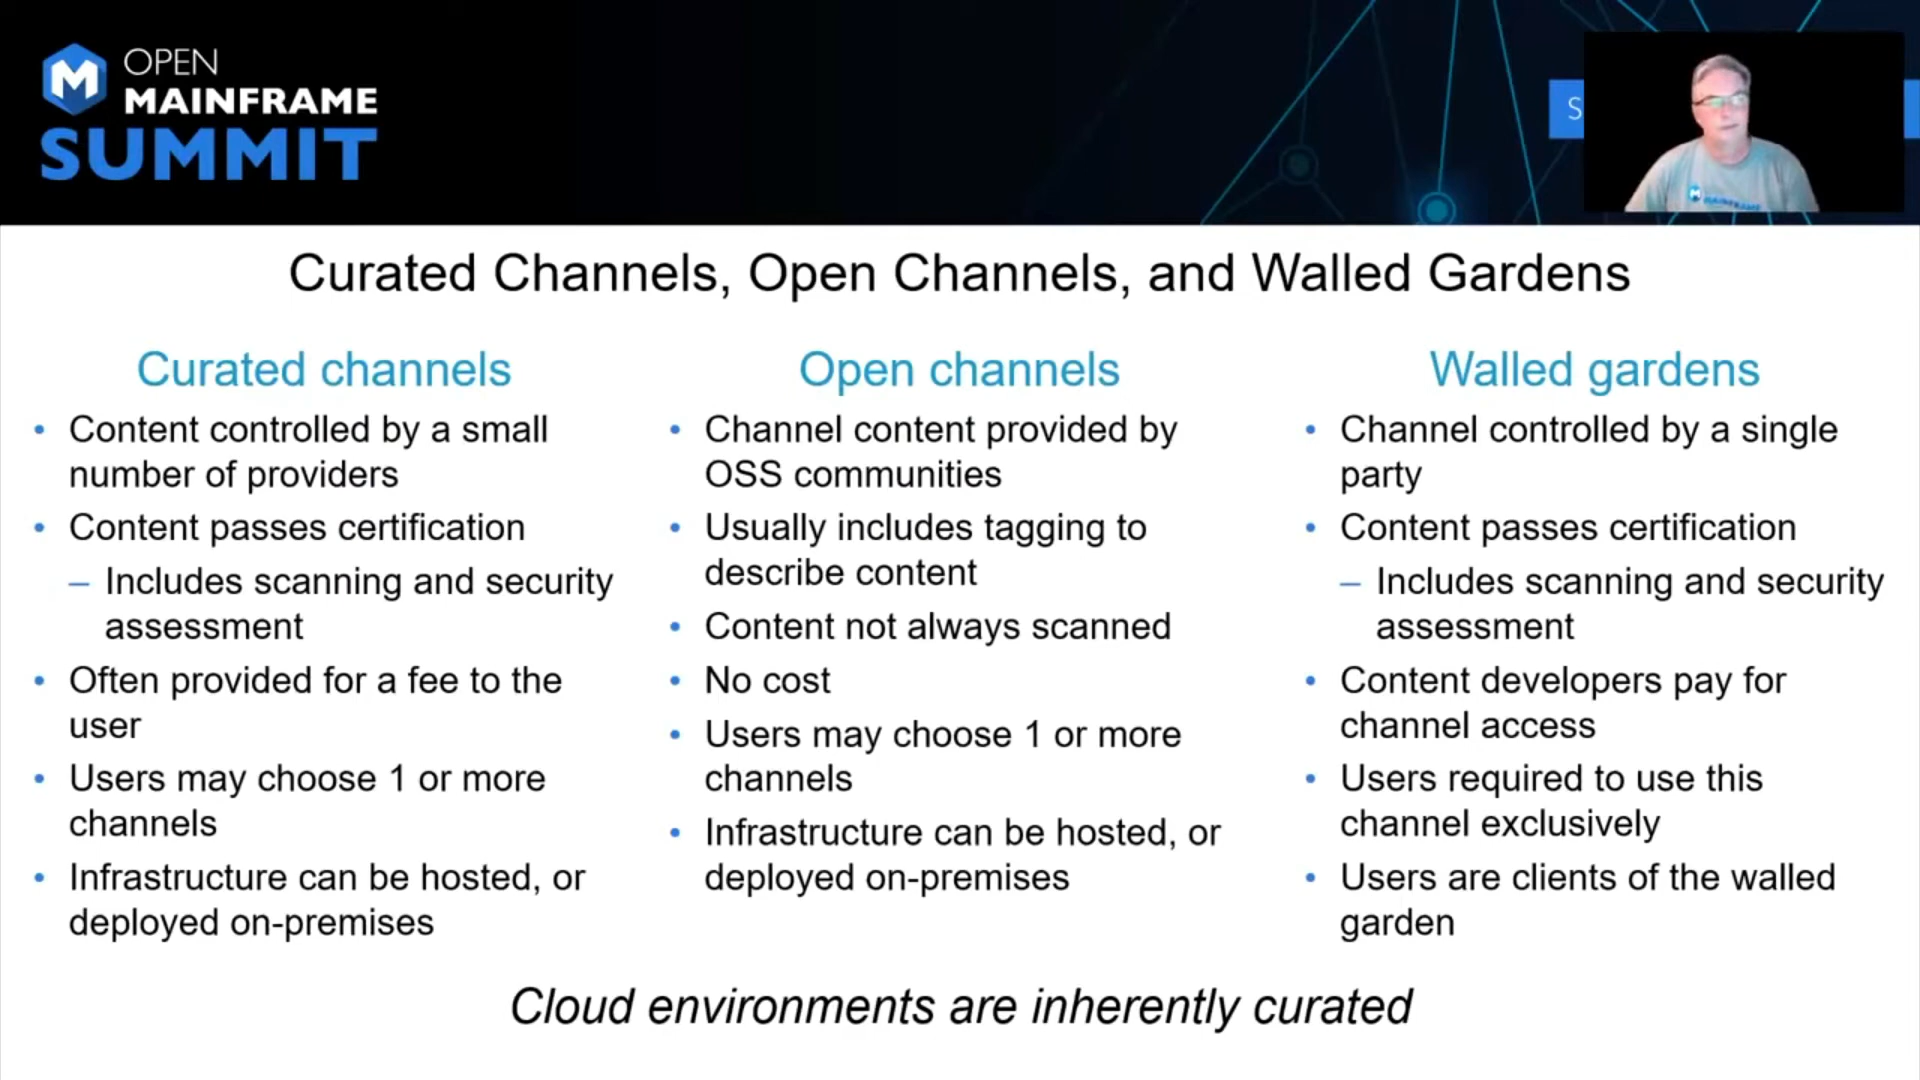 OPEN
MAINFRAME
SUMMIT
S
Curated Channels, Open Channels, and Walled Gardens
Curated channels
• Content controlled by a small
number of providers
• Content passes certification
– Includes scanning and security
assessment
• Often provided for a fee to the
user
• Users may choose 1 or more
channels
• Infrastructure can be hosted, or
deployed on-premises
Open channels
• Channel content provided by
OSS communities
• Usually includes tagging to
describe content
• Content not always scanned
• No cost
• Users may choose 1 or more
channels
• Infrastructure can be hosted, or
deployed on-premises
Walled gardens
• Channel controlled by a single
party
• Content passes certification
– Includes scanning and security
assessment
• Content developers pay for
channel access
• Users required to use this
channel exclusively
• Users are clients of the walled
garden
Cloud environments are inherently curated